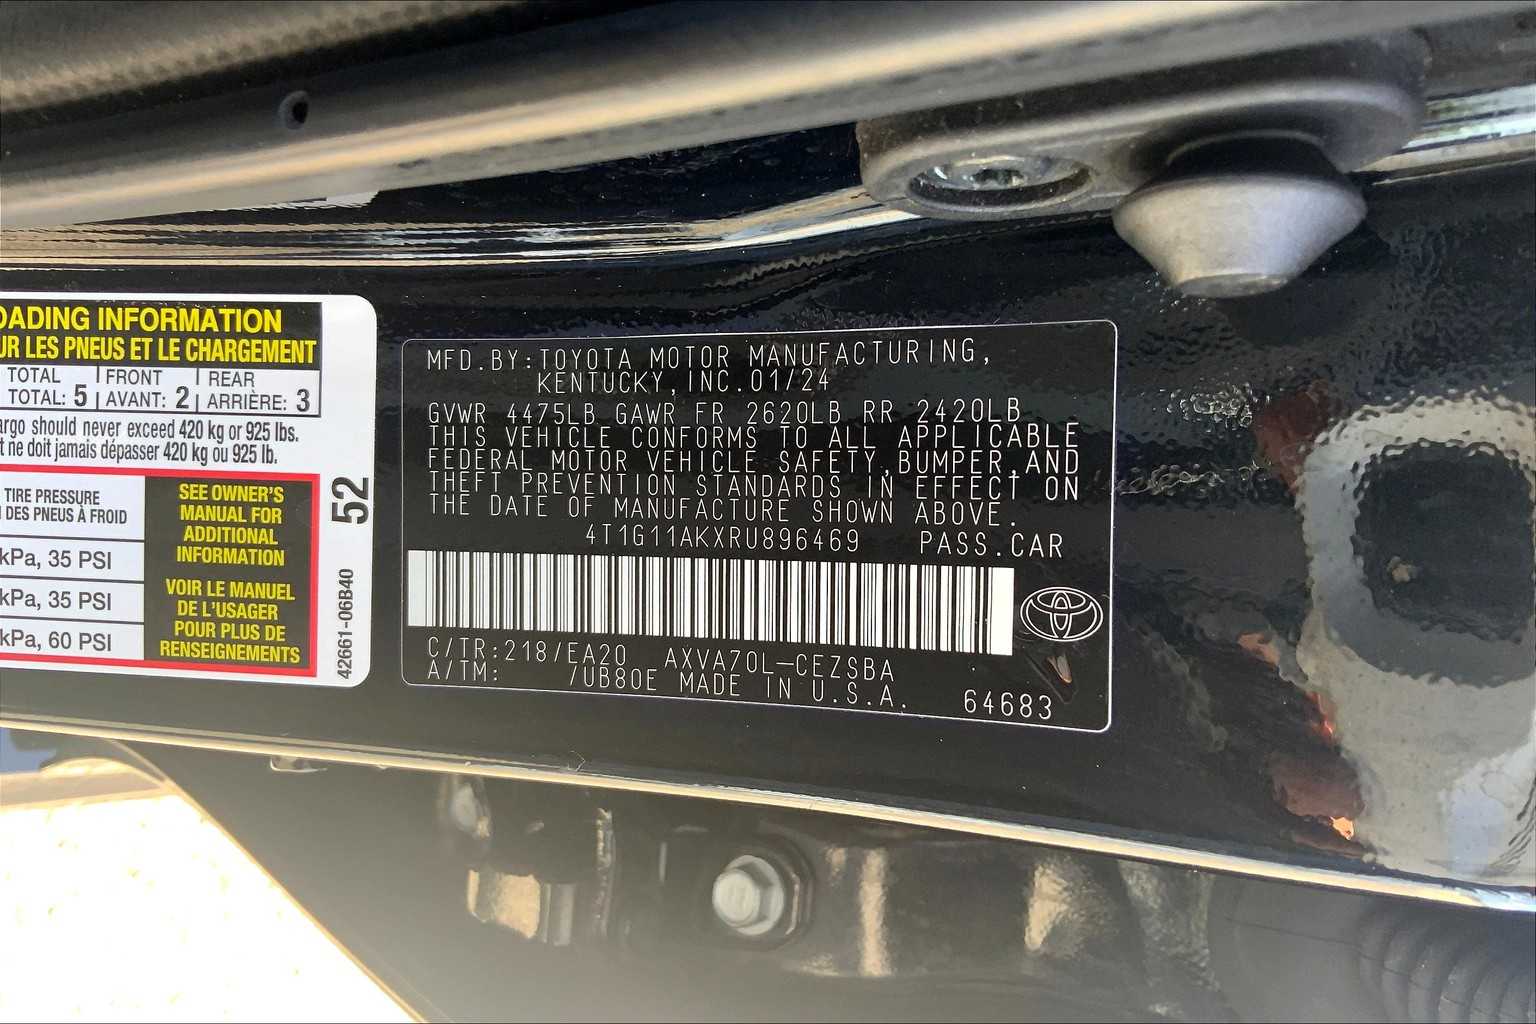 OADING INFORMATION
UR LES PNEUS ET LE CHARGEMENT
TOTAL FRONT REAR
TOTAL: 5 AVANT: 2 ARRIÈRE: 3
argo should never exceed 420 kg or 925 lbs.
t ne doit jamais dépasser 420 kg ou 925 lb.
TIRE PRESSURE
DES PNEUS À FROID
kPa, 35 PSI
kPa, 35 PSI
kPa, 60 PSI
SEE OWNER'S
MANUAL FOR
ADDITIONAL
INFORMATION
VOIR LE MANUEL
DE L'USAGER
POUR PLUS DE
RENSEIGNEMENTS
52
42661-06B40
MFD.BY:TOYOTA MOTOR MANUFACTURING,
KENTUCKY,INC.01/24
GVWR 4475LB GAWR FR 2620LB RR 2420LB
THIS VEHICLE CONFORMS TO ALL APPLICABLE
FEDERAL MOTOR VEHICLE SAFETY,BUMPER,AND
THEFT PREVENTION STANDARDS IN EFFECT ON
THE DATE OF MANUFACTURE SHOWN ABOVE.
4T1G11AKXRU896469 PASS.CAR
C/TR:218/EA20 AXVA70L-CEZSBA
A/TM: /UB80E MADE IN U.S.A.
64683